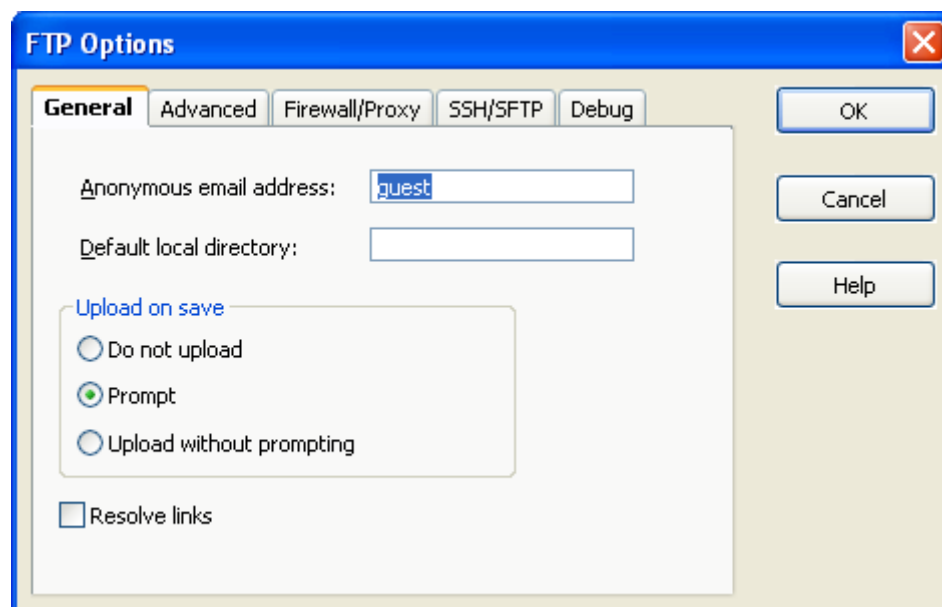 FTP Options
General Advanced Firewall/Proxy SSH/SFTP Debug
OK
Anonymous email address: guest
Cancel
Default local directory:
Help
Upload on save
Do not upload
Prompt
Upload without prompting
Resolve links